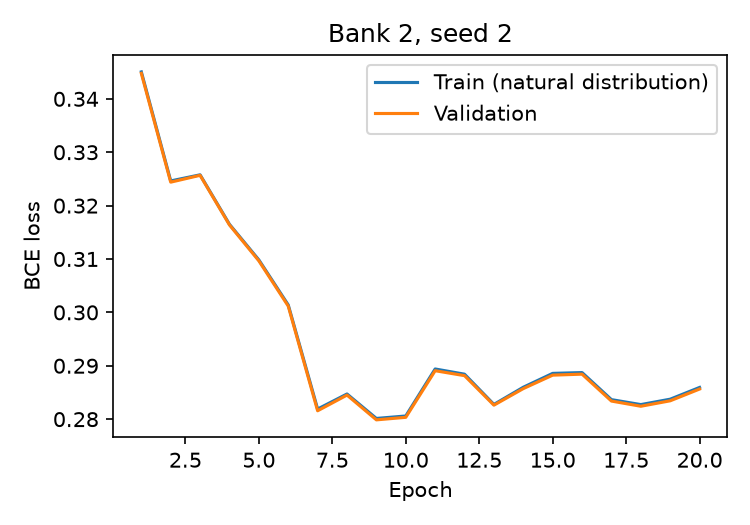 Bank 2, seed 2
Train (natural distribution)
Validation
0.34
0.33
0.32
0.31
0.30
0.29
0.28
BCE loss
2.5 5.0 7.5 10.0 12.5 15.0 17.5 20.0
Epoch